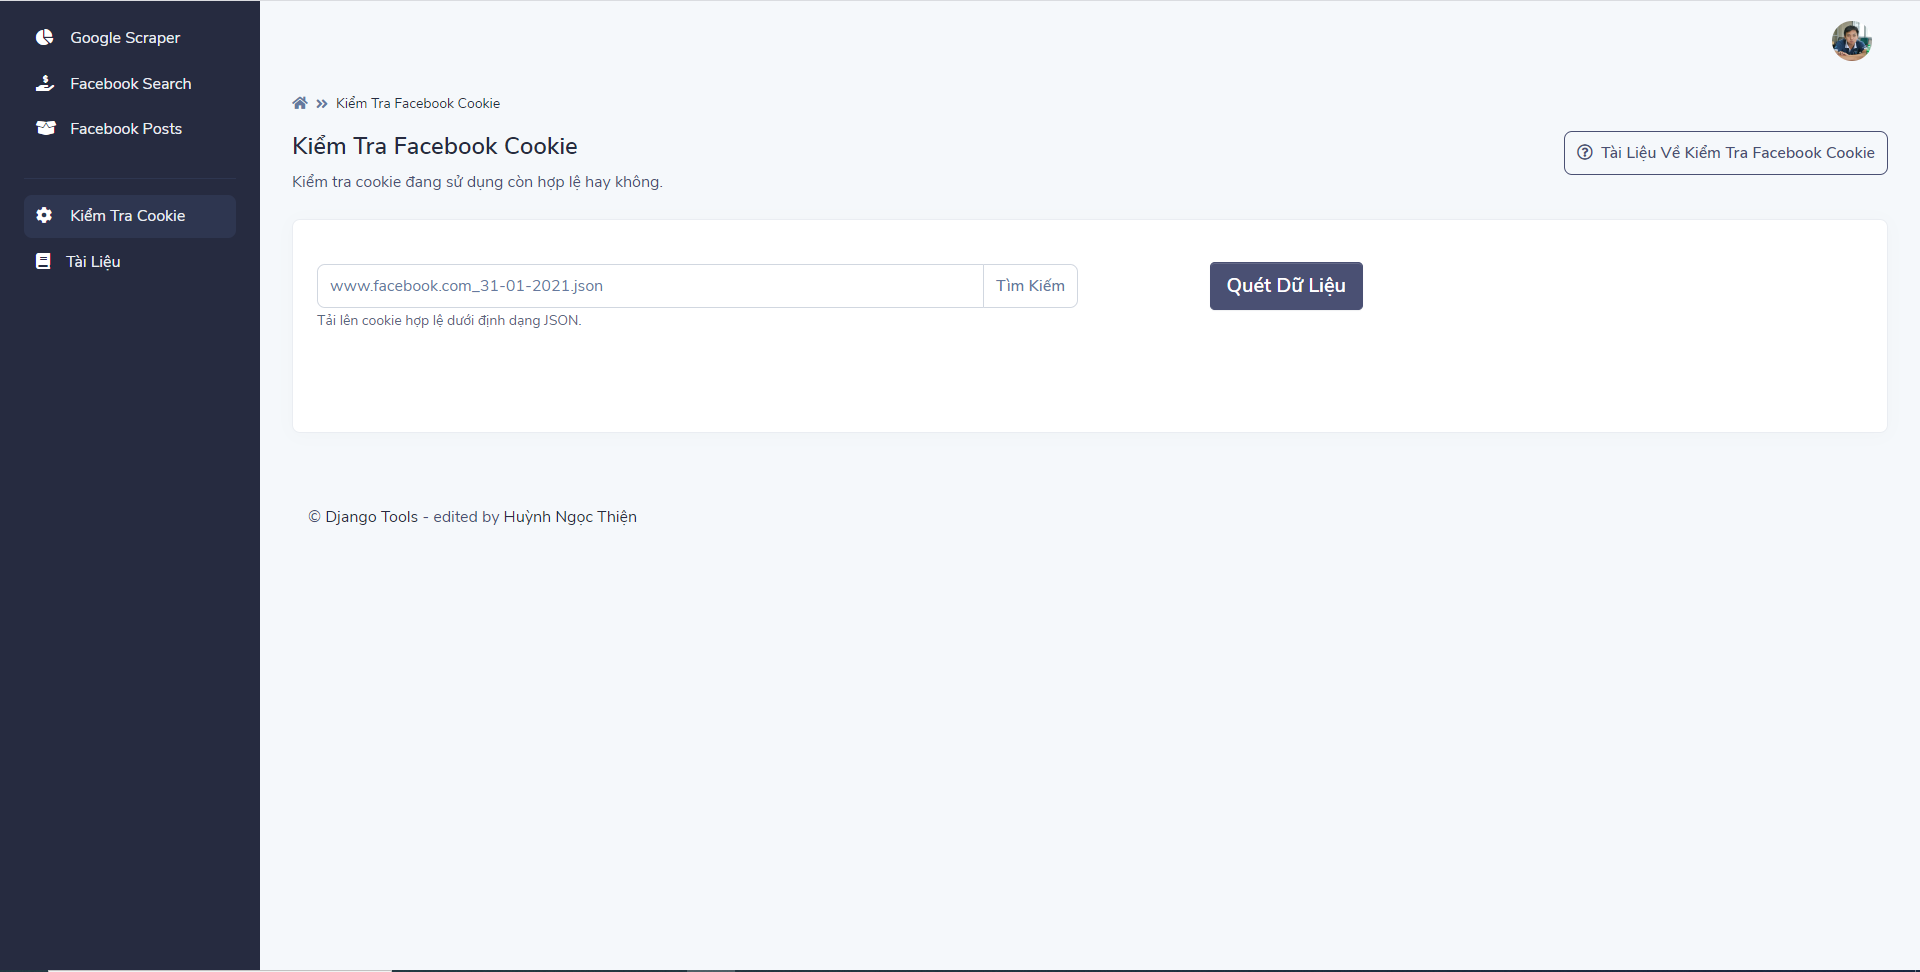 Google Scraper
Facebook Search
Facebook Posts
Kiểm Tra Cookie
Tài Liệu
Kiểm Tra Facebook Cookie
Kiểm Tra Facebook Cookie
Kiểm tra cookie đang sử dụng còn hợp lệ hay không.
Tài Liệu Về Kiểm Tra Facebook Cookie
www.facebook.com_31-01-2021.json
Tìm Kiếm
Quét Dữ Liệu
Tải lên cookie hợp lệ dưới định dạng JSON.
© Django Tools - edited by Huỳnh Ngọc Thiện